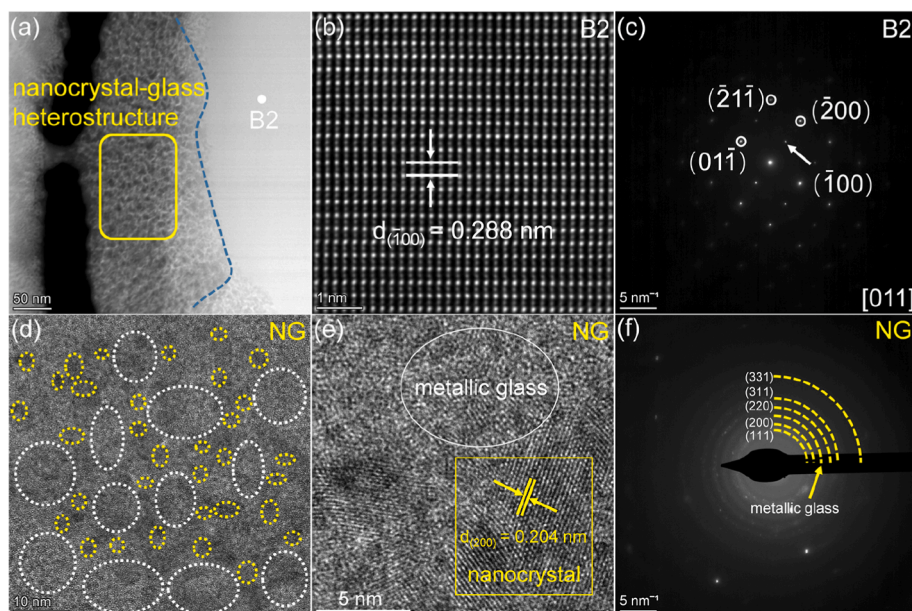 (a)
nanocrystal-glass
heterostructure
B2
50 nm
(b)
B2
d(1̄00) = 0.288 nm
1 nm
(c)
B2
(2̄11̄)
(2̄00)
(011̄)
(1̄00)
5 nm⁻¹
[011]
(d)
NG
10 nm
(e)
NG
metallic glass
d(200) = 0.204 nm
nanocrystal
5 nm
(f)
NG
(331)
(311)
(220)
(200)
(111)
metallic glass
5 nm⁻¹